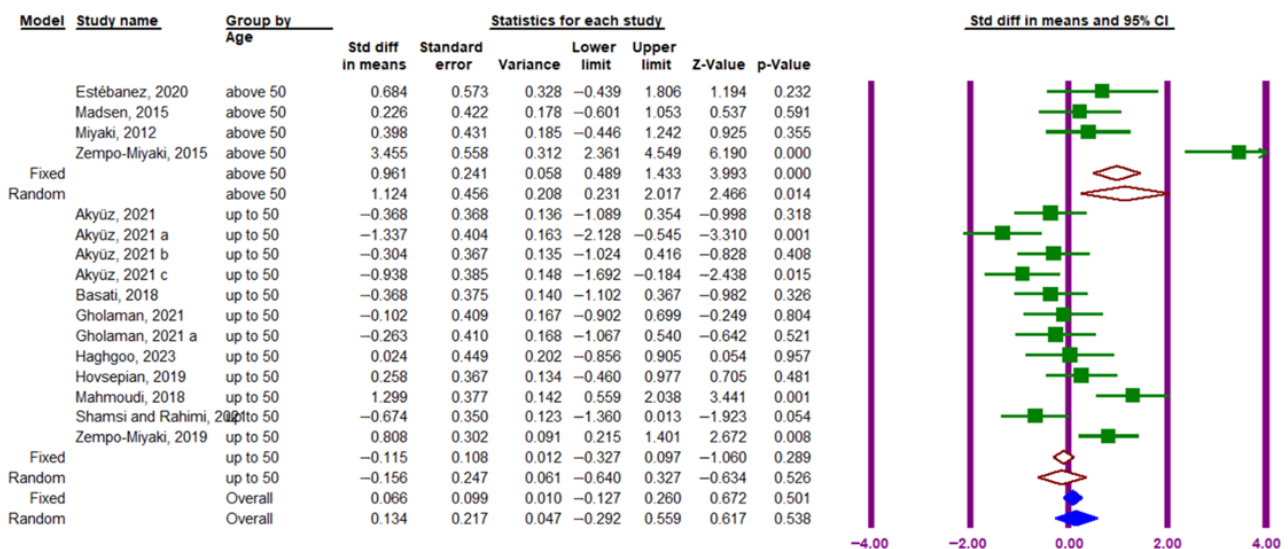 Model Study name Group by Age Statistics for each study Std diff in means and 95% CI
Std diff in means Standard error Variance Lower limit Upper limit Z-Value p-Value
Estébanez, 2020 above 50 0.684 0.573 0.328 −0.439 1.806 1.194 0.232
Madsen, 2015 above 50 0.226 0.422 0.178 −0.601 1.053 0.537 0.591
Miyaki, 2012 above 50 0.398 0.431 0.185 −0.446 1.242 0.925 0.355
Zempo-Miyaki, 2015 above 50 3.455 0.558 0.312 2.361 4.549 6.190 0.000
Fixed above 50 0.961 0.241 0.058 0.489 1.433 3.993 0.000
Random above 50 1.124 0.456 0.208 0.231 2.017 2.466 0.014
Akyüz, 2021 up to 50 −0.368 0.368 0.136 −1.089 0.354 −0.998 0.318
Akyüz, 2021 a up to 50 −1.337 0.404 0.163 −2.128 −0.545 −3.310 0.001
Akyüz, 2021 b up to 50 −0.304 0.367 0.135 −1.024 0.416 −0.828 0.408
Akyüz, 2021 c up to 50 −0.938 0.385 0.148 −1.692 −0.184 −2.438 0.015
Basati, 2018 up to 50 −0.368 0.375 0.140 −1.102 0.367 −0.982 0.326
Gholaman, 2021 up to 50 −0.102 0.409 0.167 −0.902 0.699 −0.249 0.804
Gholaman, 2021 a up to 50 −0.263 0.410 0.168 −1.067 0.540 −0.642 0.521
Haghgoo, 2023 up to 50 0.024 0.449 0.202 −0.856 0.905 0.054 0.957
Hovsepian, 2019 up to 50 0.258 0.367 0.134 −0.460 0.977 0.705 0.481
Mahmoudi, 2018 up to 50 1.299 0.377 0.142 0.559 2.038 3.441 0.001
Shamsi and Rahimi, 2021 up to 50 −0.674 0.350 0.123 −1.360 0.013 −1.923 0.054
Zempo-Miyaki, 2019 up to 50 0.808 0.302 0.091 0.215 1.401 2.672 0.008
Fixed up to 50 −0.115 0.108 0.012 −0.327 0.097 −1.060 0.289
Random up to 50 −0.156 0.247 0.061 −0.640 0.327 −0.634 0.526
Fixed Overall 0.066 0.099 0.010 −0.127 0.260 0.672 0.501
Random Overall 0.134 0.217 0.047 −0.292 0.559 0.617 0.538
−4.00 −2.00 0.00 2.00 4.00